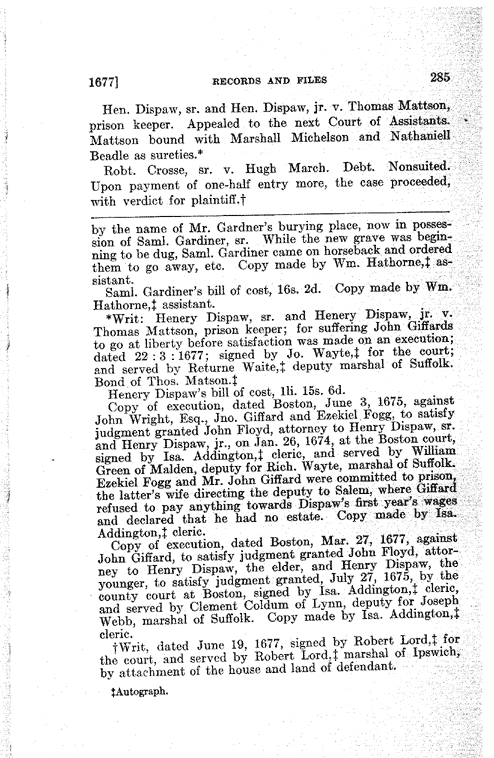 1677] RECORDS AND FILES 285
Hen. Dispaw, sr. and Hen. Dispaw, jr. v. Thomas Mattson,
prison keeper. Appealed to the next Court of Assistants.
Mattson bound with Marshall Michelson and Nathaniell
Beadle as sureties.*
Robt. Crosse, sr. v. Hugh March. Debt. Nonsuited.
Upon payment of one-half entry more, the case proceeded,
with verdict for plaintiff.†
by the name of Mr. Gardner's burying place, now in posses-
sion of Saml. Gardiner, sr. While the new grave was begin-
ning to be dug, Saml. Gardiner came on horseback and ordered
them to go away, etc. Copy made by Wm. Hathorne,‡ as-
sistant.
Saml. Gardiner's bill of cost, 16s. 2d. Copy made by Wm.
Hathorne,‡ assistant.
*Writ: Henery Dispaw, sr. and Henery Dispaw, jr. v.
Thomas Mattson, prison keeper; for suffering John Giffards
to go at liberty before satisfaction was made on an execution;
dated 22 : 3 : 1677; signed by Jo. Wayte,‡ for the court;
and served by Returne Waite,‡ deputy marshal of Suffolk.
Bond of Thos. Matson.‡
Henery Dispaw's bill of cost, 1li. 15s. 6d.
Copy of execution, dated Boston, June 3, 1675, against
John Wright, Esq., Jno. Giffard and Ezekiel Fogg, to satisfy
judgment granted John Floyd, attorney to Henry Dispaw, sr.
and Henry Dispaw, jr., on Jan. 26, 1674, at the Boston court,
signed by Isa. Addington,‡ cleric, and served by William
Green of Malden, deputy for Rich. Wayte, marshal of Suffolk.
Ezekiel Fogg and Mr. John Giffard were committed to prison,
the latter's wife directing the deputy to Salem, where Giffard
refused to pay anything towards Dispaw's first year's wages
and declared that he had no estate. Copy made by Isa.
Addington,‡ cleric.
Copy of execution, dated Boston, Mar. 27, 1677, against
John Giffard, to satisfy judgment granted John Floyd, attor-
ney to Henry Dispaw, the elder, and Henry Dispaw, the
younger, to satisfy judgment granted, July 27, 1675, by the
county court at Boston, signed by Isa. Addington,‡ cleric,
and served by Clement Coldum of Lynn, deputy for Joseph
Webb, marshal of Suffolk. Copy made by Isa. Addington,‡
cleric.
†Writ, dated June 19, 1677, signed by Robert Lord,‡ for
the court, and served by Robert Lord,‡ marshal of Ipswich,
by attachment of the house and land of defendant.
‡Autograph.